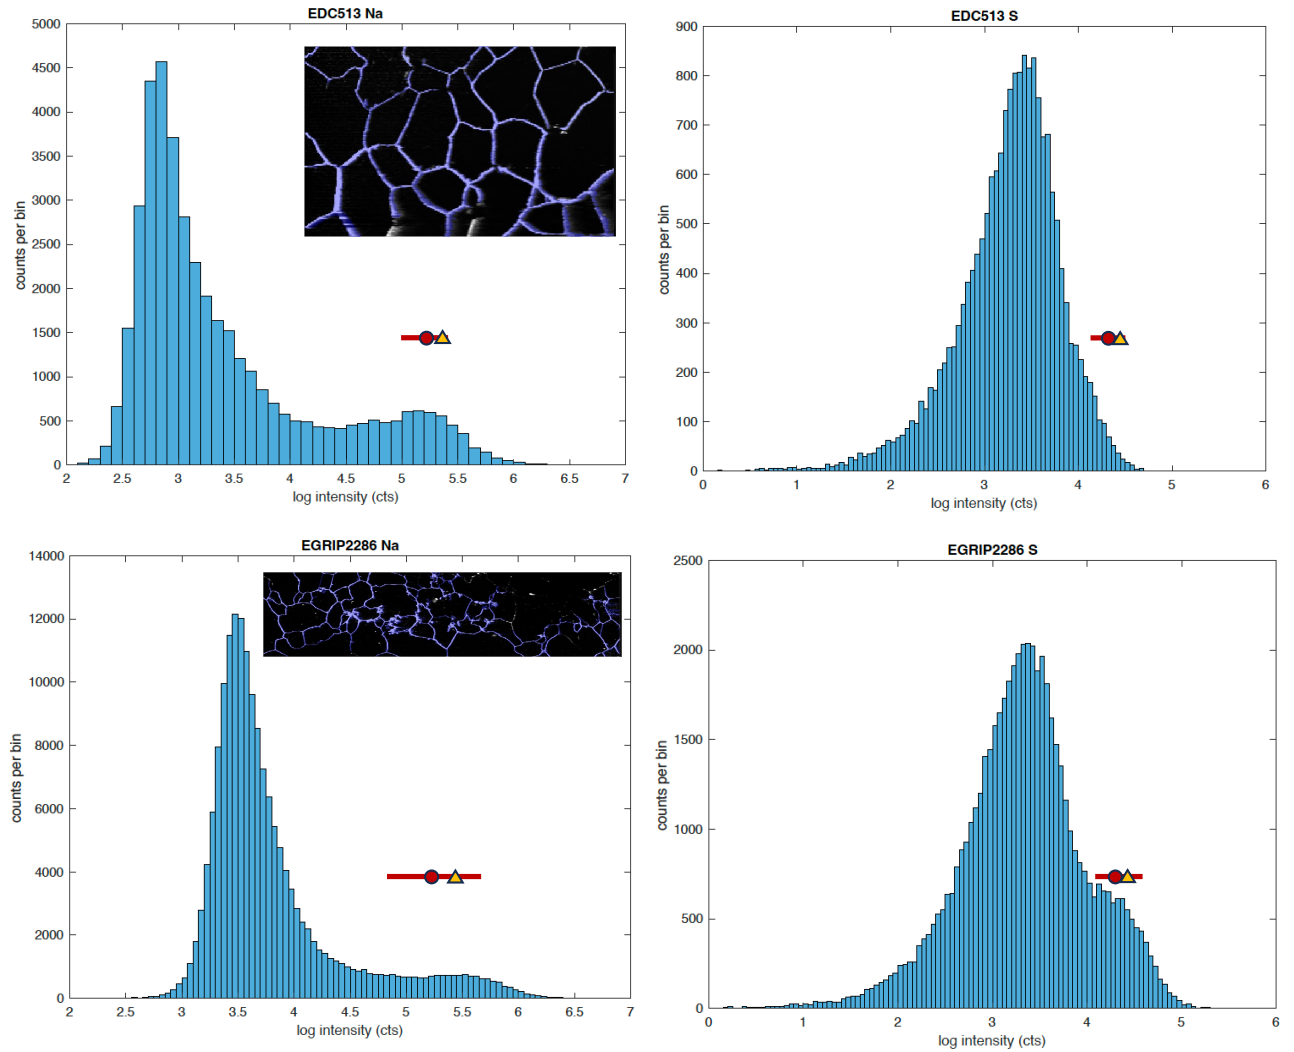 EDC513 Na
5000
4500
4000
3500
3000
2500
2000
1500
1000
500
0
counts per bin
2 2.5 3 3.5 4 4.5 5 5.5 6 6.5 7
log intensity (cts)
EDC513 S
900
800
700
600
500
400
300
200
100
0
counts per bin
0 1 2 3 4 5 6
log intensity (cts)
EGRIP2286 Na
14000
12000
10000
8000
6000
4000
2000
0
counts per bin
2 2.5 3 3.5 4 4.5 5 5.5 6 6.5 7
log intensity (cts)
EGRIP2286 S
2500
2000
1500
1000
500
0
counts per bin
0 1 2 3 4 5 6
log intensity (cts)